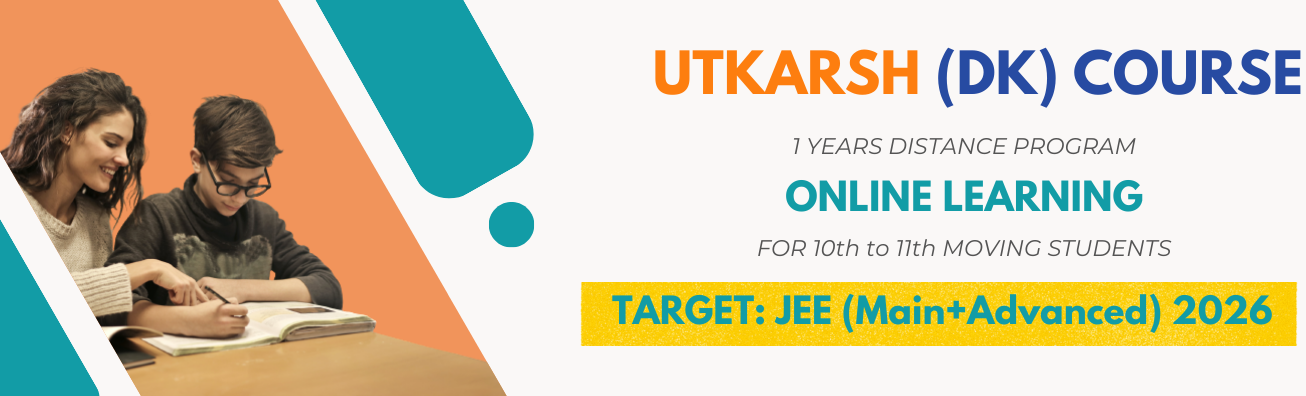 UTKARSH (DK) COURSE
1 YEARS DISTANCE PROGRAM
ONLINE LEARNING
FOR 10th to 11th MOVING STUDENTS
TARGET: JEE (Main+Advanced) 2026